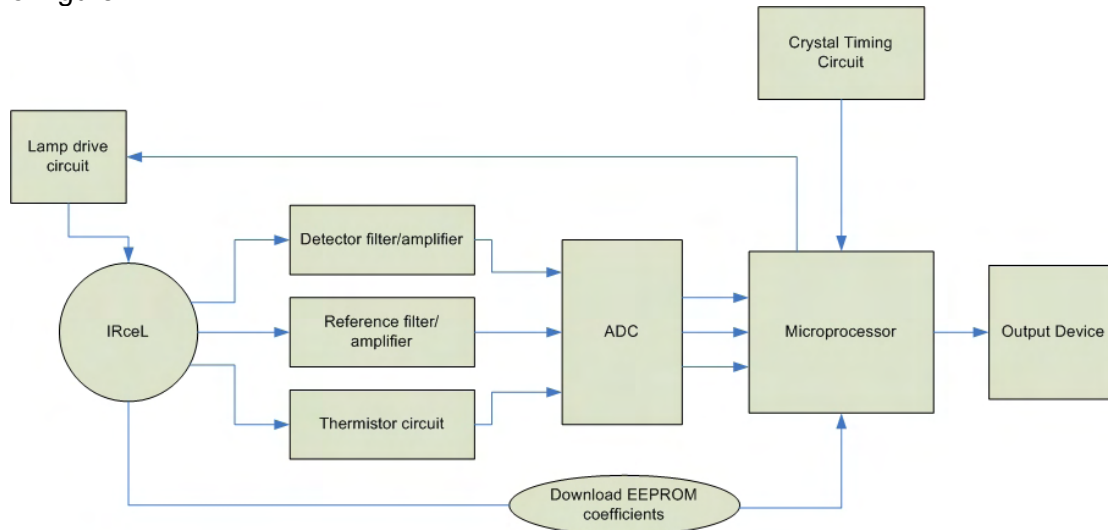 Crystal Timing
Circuit
Lamp drive
circuit
Detector filter/amplifier
IRceL
Reference filter/
amplifier
ADC
Microprocessor
Output Device
Thermistor circuit
Download EEPROM
coefficients